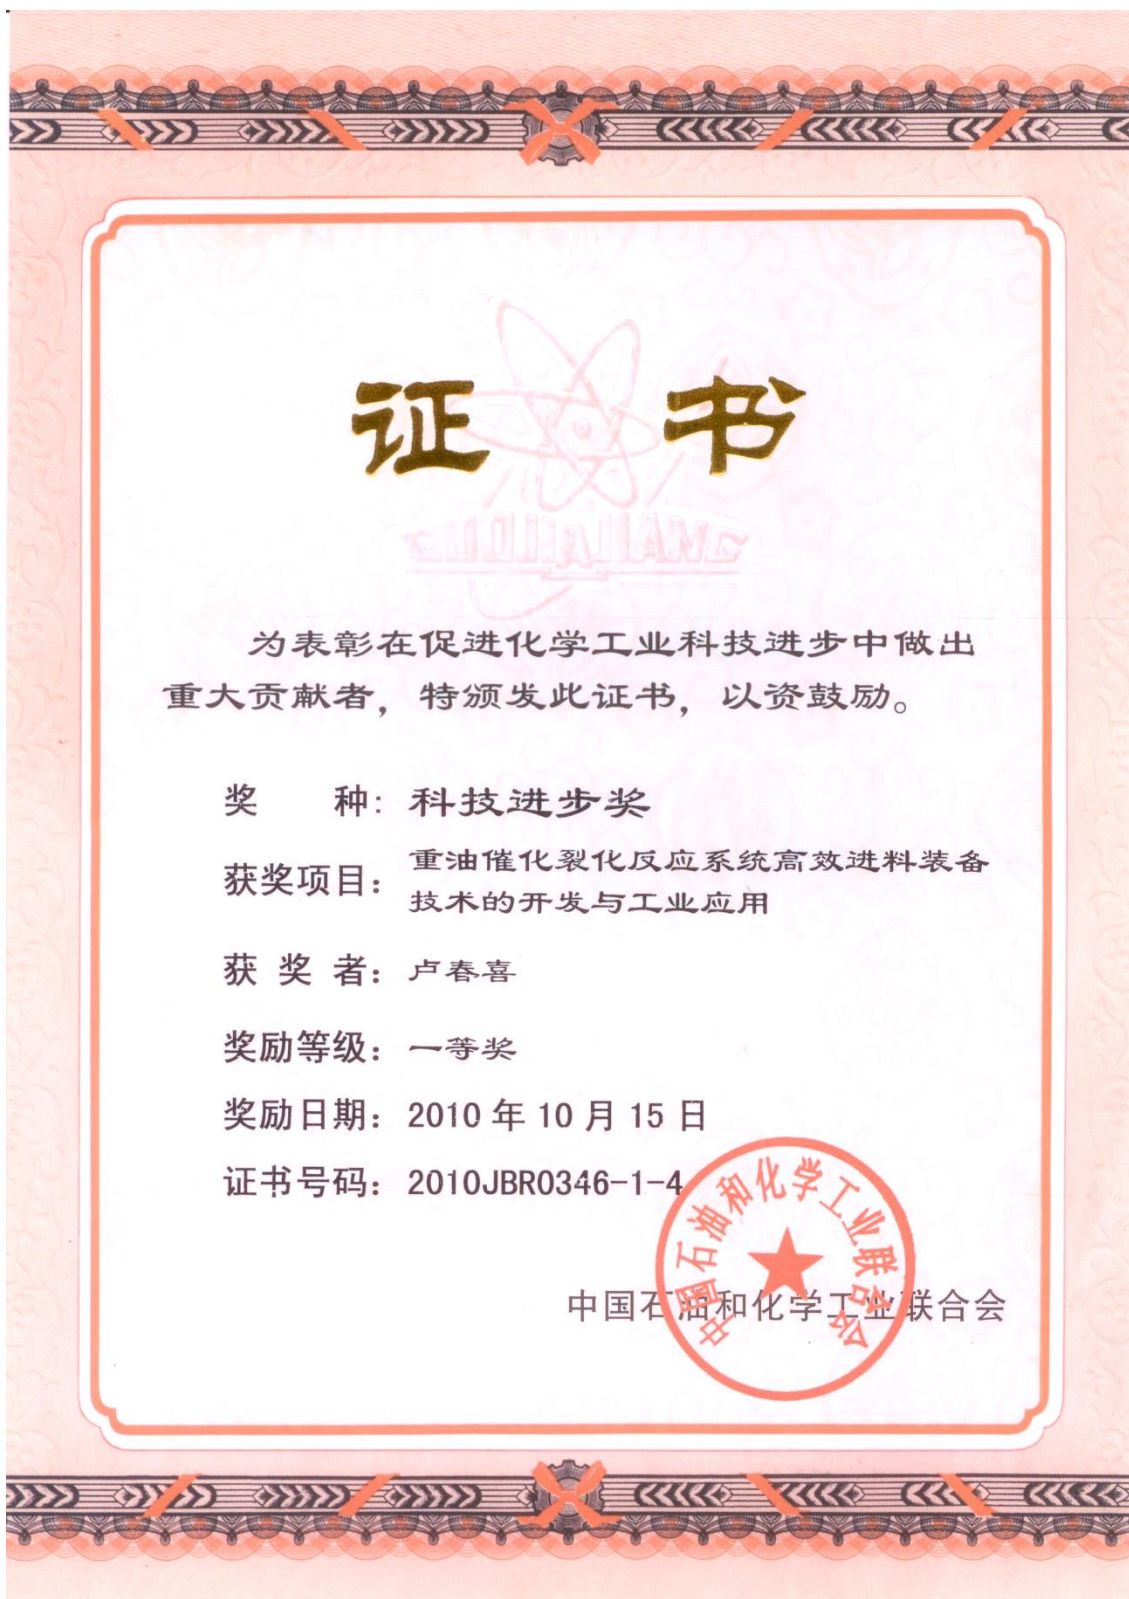 证 书
GUOJIAJIANG
为表彰在促进化学工业科技进步中做出
重大贡献者，特颁发此证书，以资鼓励。
奖 种：科技进步奖
获奖项目：重油催化裂化反应系统高效进料装备
技术的开发与工业应用
获 奖 者：卢春喜
奖励等级：一等奖
奖励日期：2010年10月15日
证书号码：2010JBR0346-1-4
中国石油和化学工业联合会
中国石油和化学工业联合会